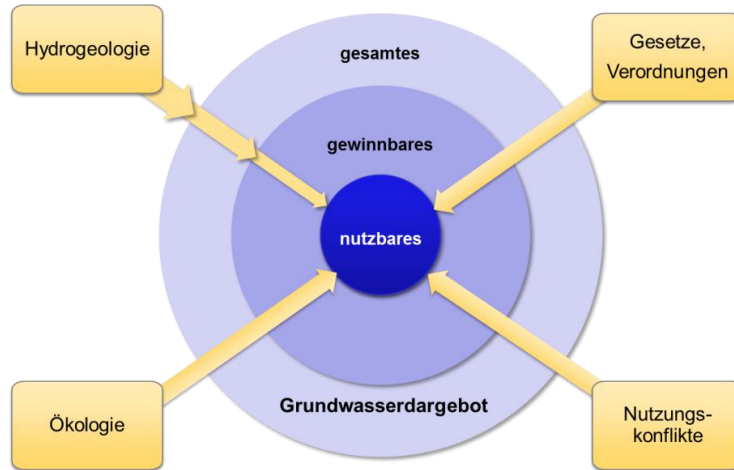 Hydrogeologie
gesamtes
Gesetze,
Verordnungen
gewinnbares
nutzbares
Grundwasserdargebot
Ökologie
Nutzungs-
konflikte